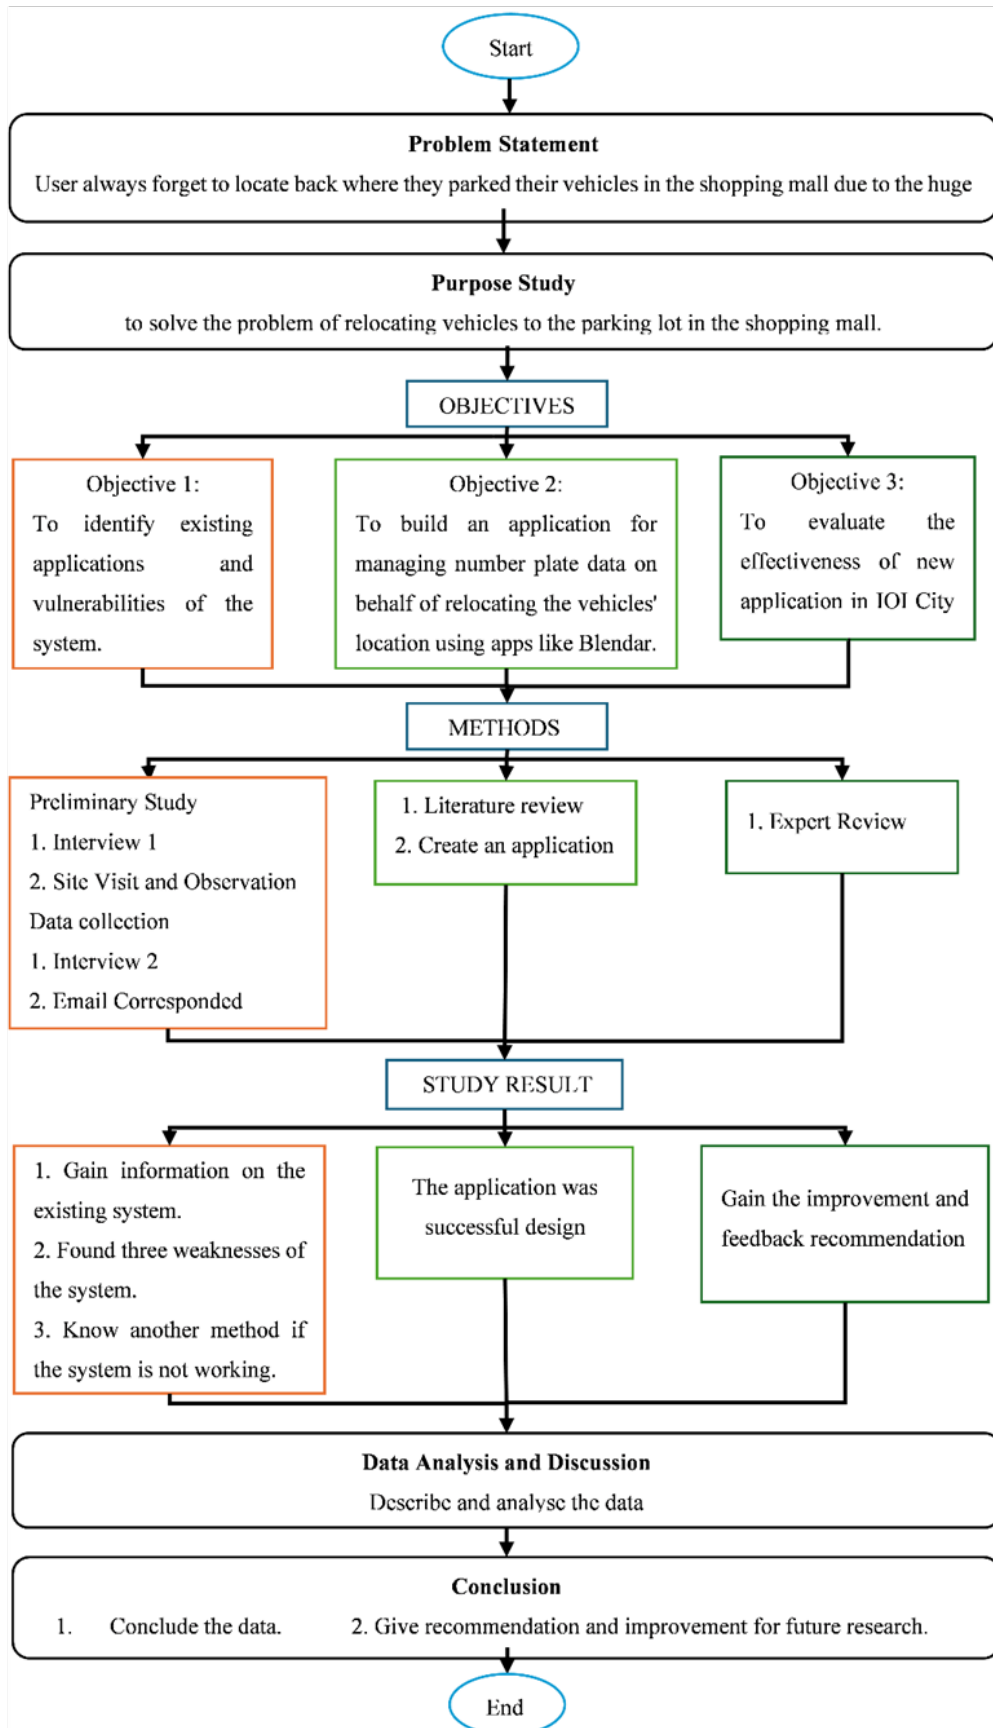 Start
Problem Statement
User always forget to locate back where they parked their vehicles in the shopping mall due to the huge
Purpose Study
to solve the problem of relocating vehicles to the parking lot in the shopping mall.
OBJECTIVES
Objective 1:
To identify existing
applications and
vulnerabilities of the
system.
Objective 2:
To build an application for
managing number plate data on
behalf of relocating the vehicles'
location using apps like Blendar.
Objective 3:
To evaluate the
effectiveness of new
application in IOI City
METHODS
Preliminary Study
1. Interview 1
2. Site Visit and Observation
Data collection
1. Interview 2
2. Email Corresponded
1. Literature review
2. Create an application
1. Expert Review
STUDY RESULT
1. Gain information on the
existing system.
2. Found three weaknesses of
the system.
3. Know another method if
the system is not working.
The application was
successful design
Gain the improvement and
feedback recommendation
Data Analysis and Discussion
Describe and analyse the data
Conclusion
1. Conclude the data. 2. Give recommendation and improvement for future research.
End